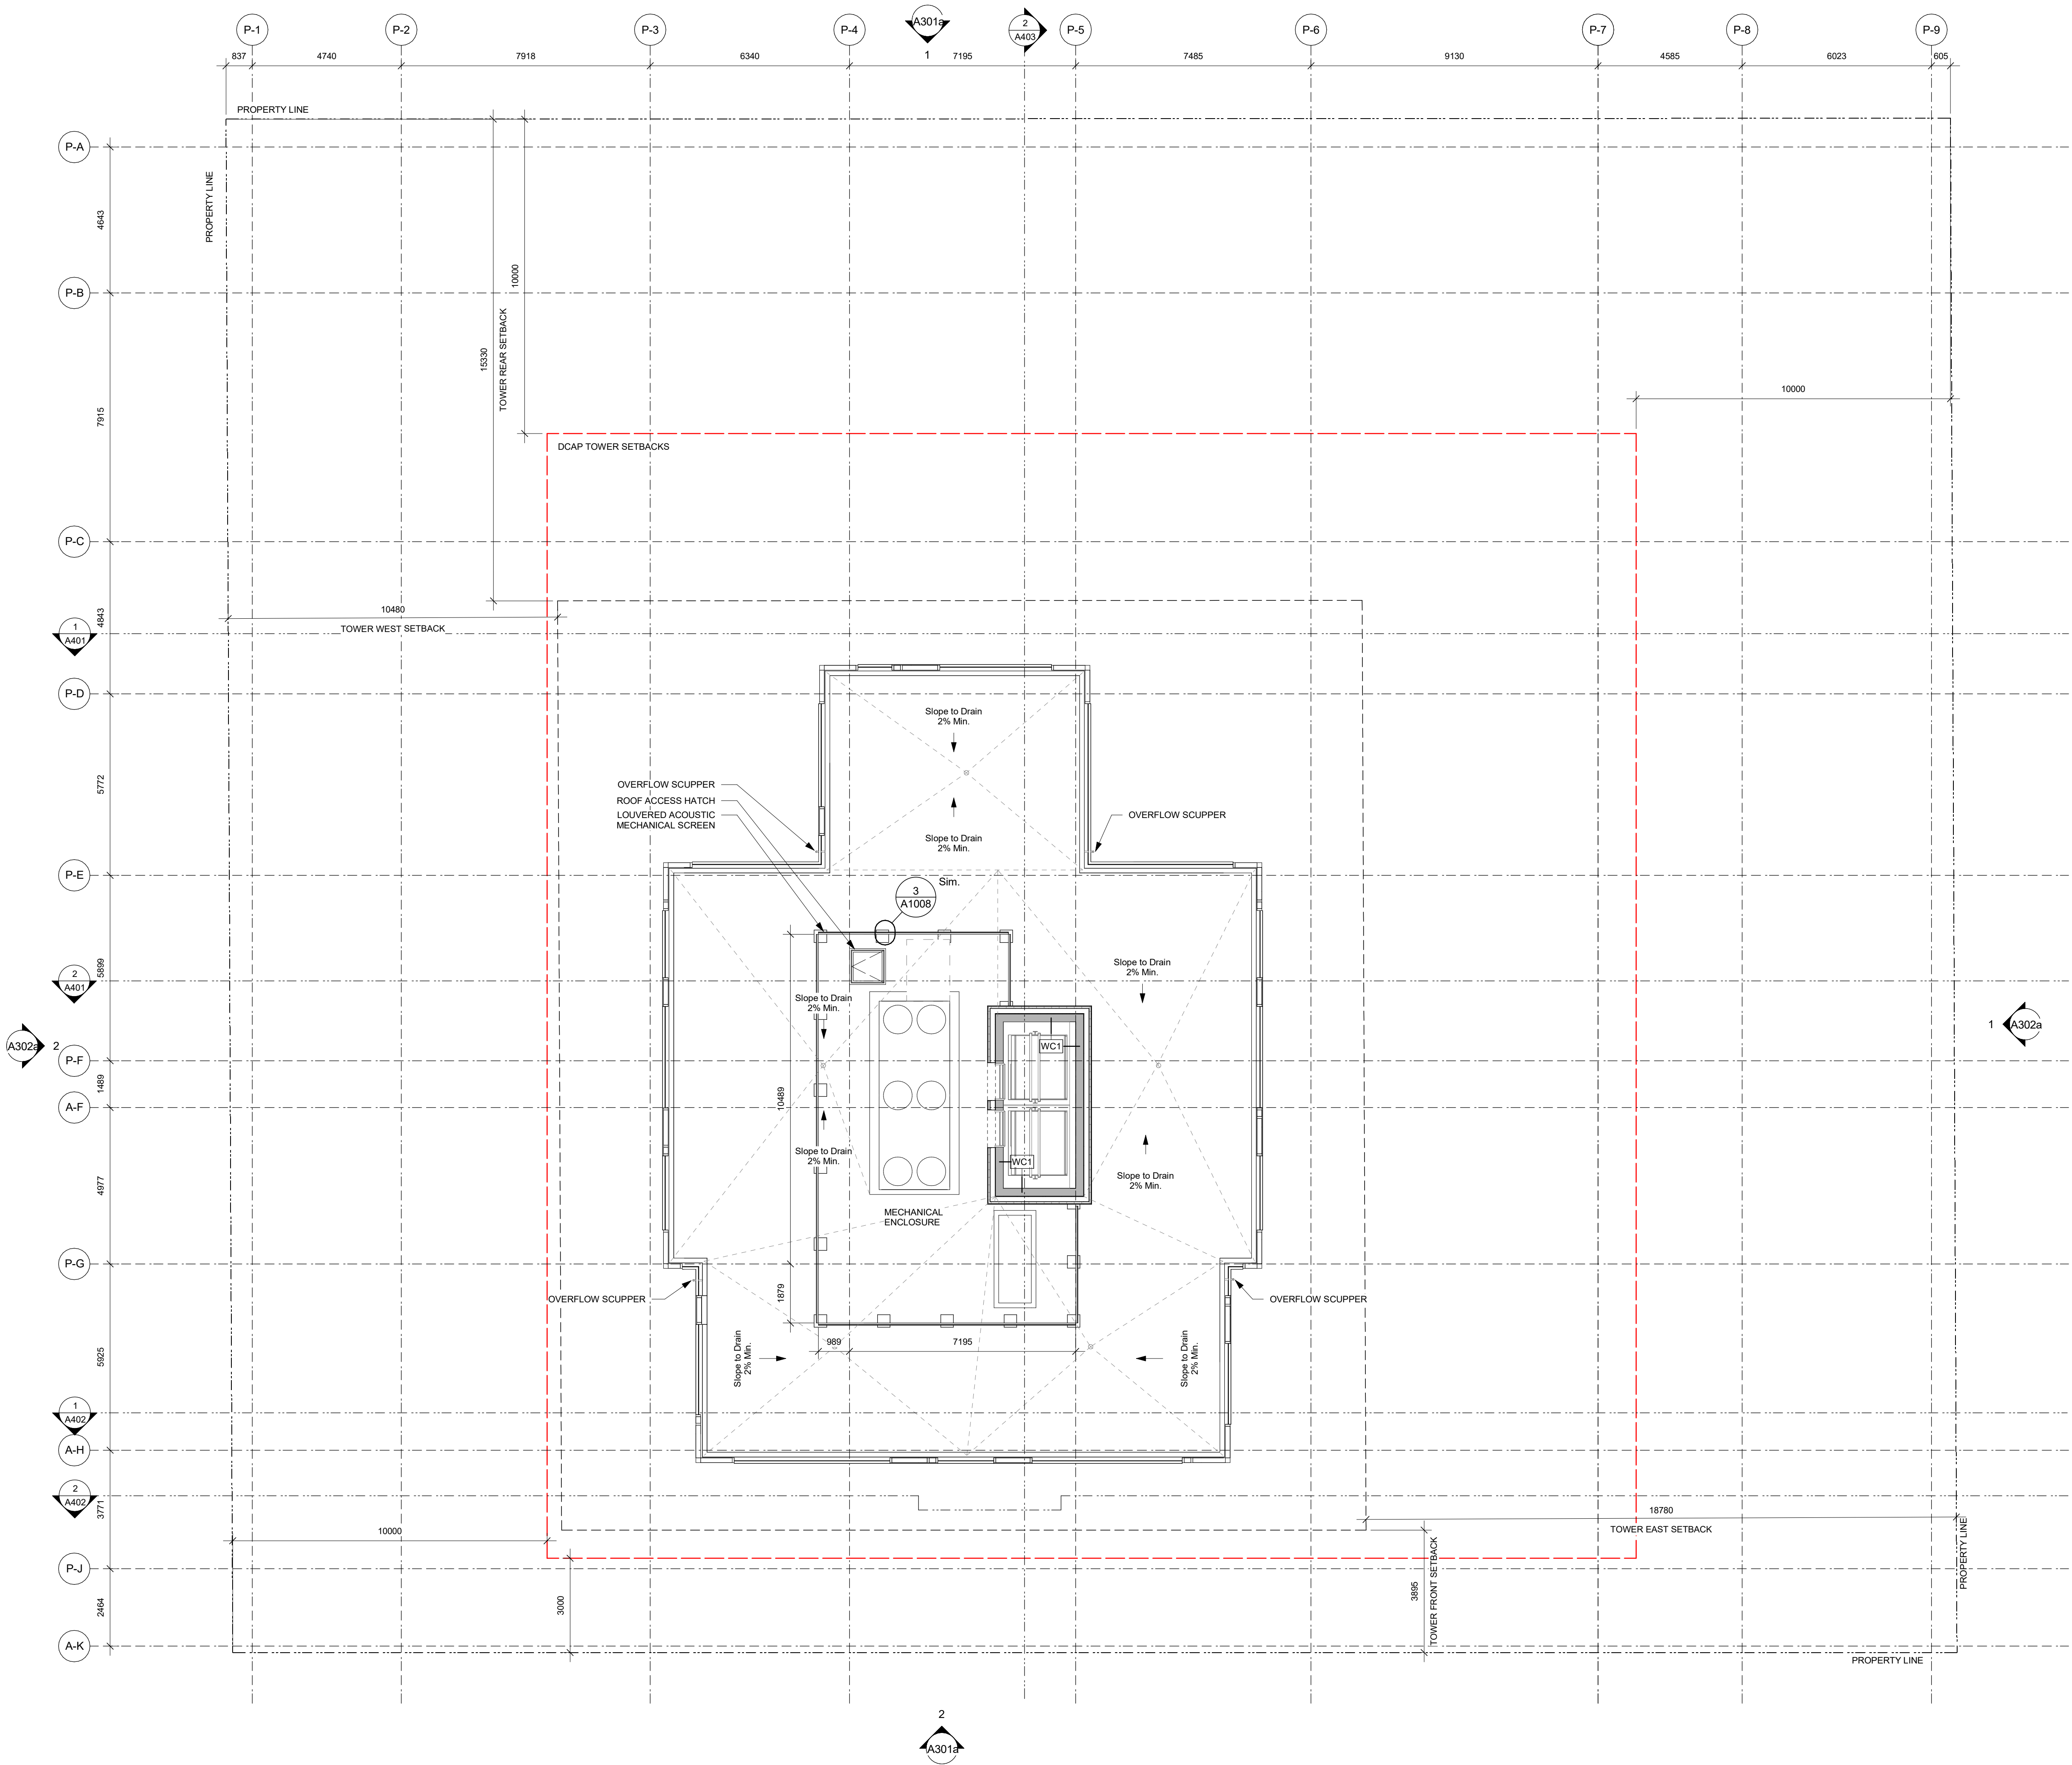 P-1
P-2
P-3
P-4
A301a
1
2
A403
P-5
P-6
P-7
P-8
P-9
837
4740
7918
6340
7195
7485
9130
4585
6023
605
PROPERTY LINE
PROPERTY LINE
P-A
4643
P-B
10000
TOWER REAR SETBACK
15330
7915
10000
DCAP TOWER SETBACKS
P-C
4843
10480
TOWER WEST SETBACK
1
A401
P-D
Slope to Drain
2% Min.
5772
OVERFLOW SCUPPER
ROOF ACCESS HATCH
LOUVERED ACOUSTIC
MECHANICAL SCREEN
OVERFLOW SCUPPER
Slope to Drain
2% Min.
P-E
Sim.
3
A1008
5899
2
A401
Slope to Drain
2% Min.
Slope to Drain
2% Min.
A302a
2
1
A302a
WC1
P-F
1489
10489
A-F
Slope to Drain
2% Min.
WC1
Slope to Drain
2% Min.
4977
MECHANICAL
ENCLOSURE
P-G
1879
OVERFLOW SCUPPER
OVERFLOW SCUPPER
989
7195
Slope to Drain
2% Min.
Slope to Drain
2% Min.
5925
1
A402
A-H
2
A402
3771
18780
TOWER EAST SETBACK
10000
PROPERTY LINE
P-J
3000
3895
TOWER FRONT SETBACK
2464
A-K
PROPERTY LINE
2
A301a